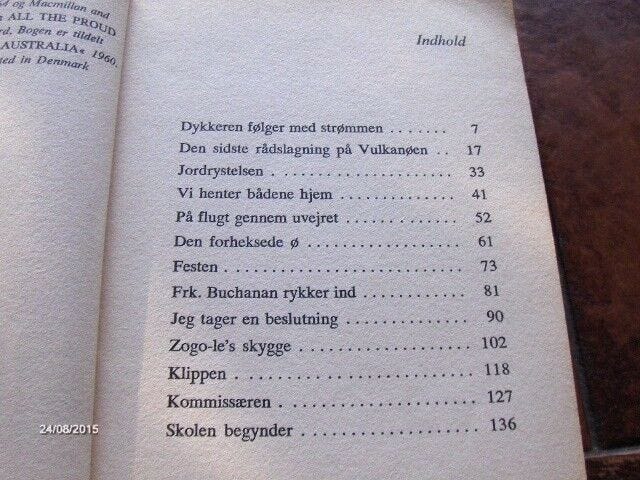 og Macmillan and
ALL THE PROUD
Bogen er tildelt
AUSTRALIA« 1960.
in Denmark
Indhold
Dykkeren følger med strømmen ....... 7
Den sidste rådslagning på Vulkanøen .. 17
Jordrystelsen ................... 33
Vi henter bådene hjem ............. 41
På flugt gennem uvejret ............ 52
Den forheksede ø ................ 61
Festen ......................... 73
Frk. Buchanan rykker ind ........... 81
Jeg tager en beslutning ............. 90
Zogo-le's skygge ................. 102
Klippen ........................ 118
Kommissæren ................... 127
Skolen begynder ................. 136
24/08/2015